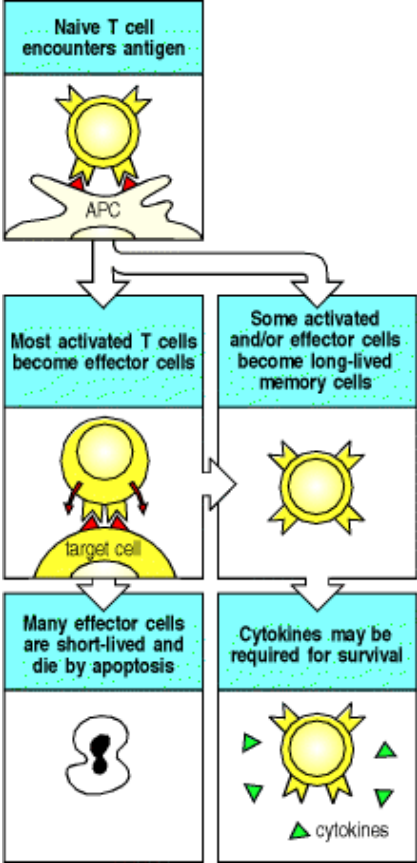 Naive T cell
encounters antigen
APC
Most activated T cells
become effector cells
Some activated
and/or effector cells
become long-lived
memory cells
target cell
Many effector cells
are short-lived and
die by apoptosis
Cytokines may be
required for survival
cytokines